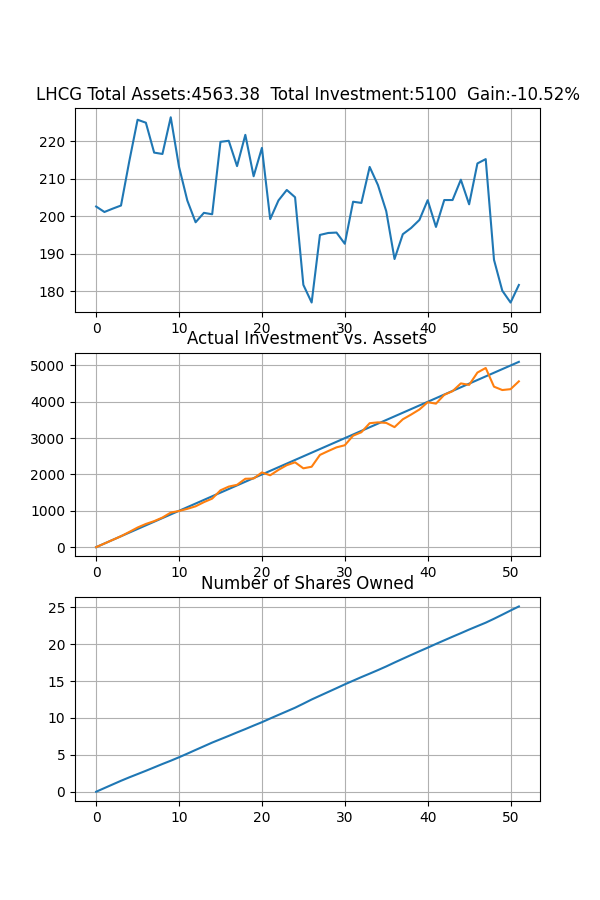 LHCG Total Assets:4563.38  Total Investment:5100  Gain:-10.52%
220
210
200
190
180
0 10 20 30 40 50
Actual Investment vs. Assets
5000
4000
3000
2000
1000
0
0 10 20 30 40 50
Number of Shares Owned
25
20
15
10
5
0
0 10 20 30 40 50